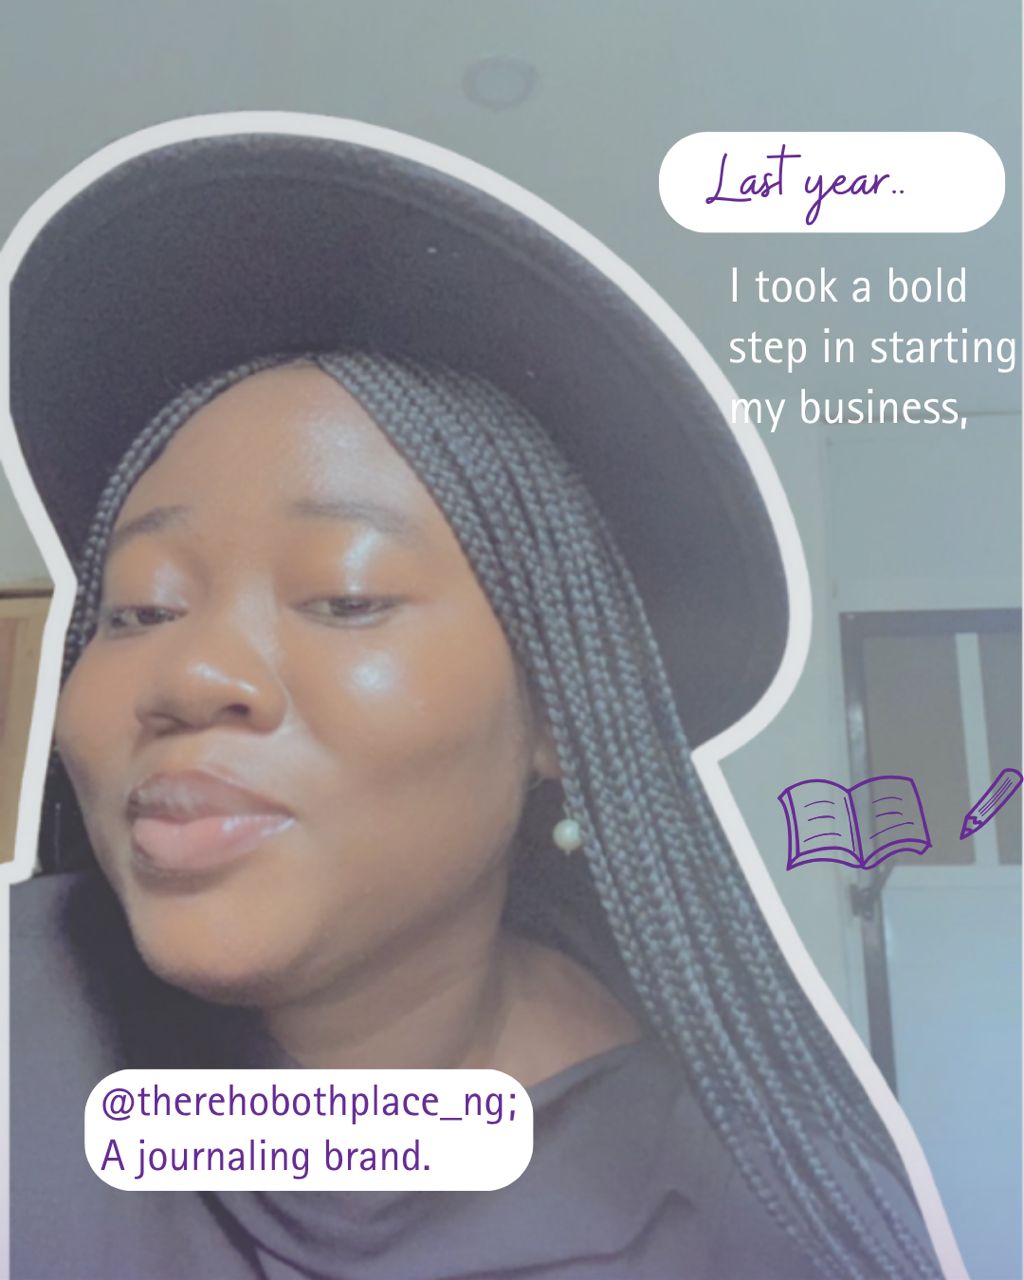 Last year..
I took a bold
step in starting
my business,
@therehobothplace_ng;
A journaling brand.